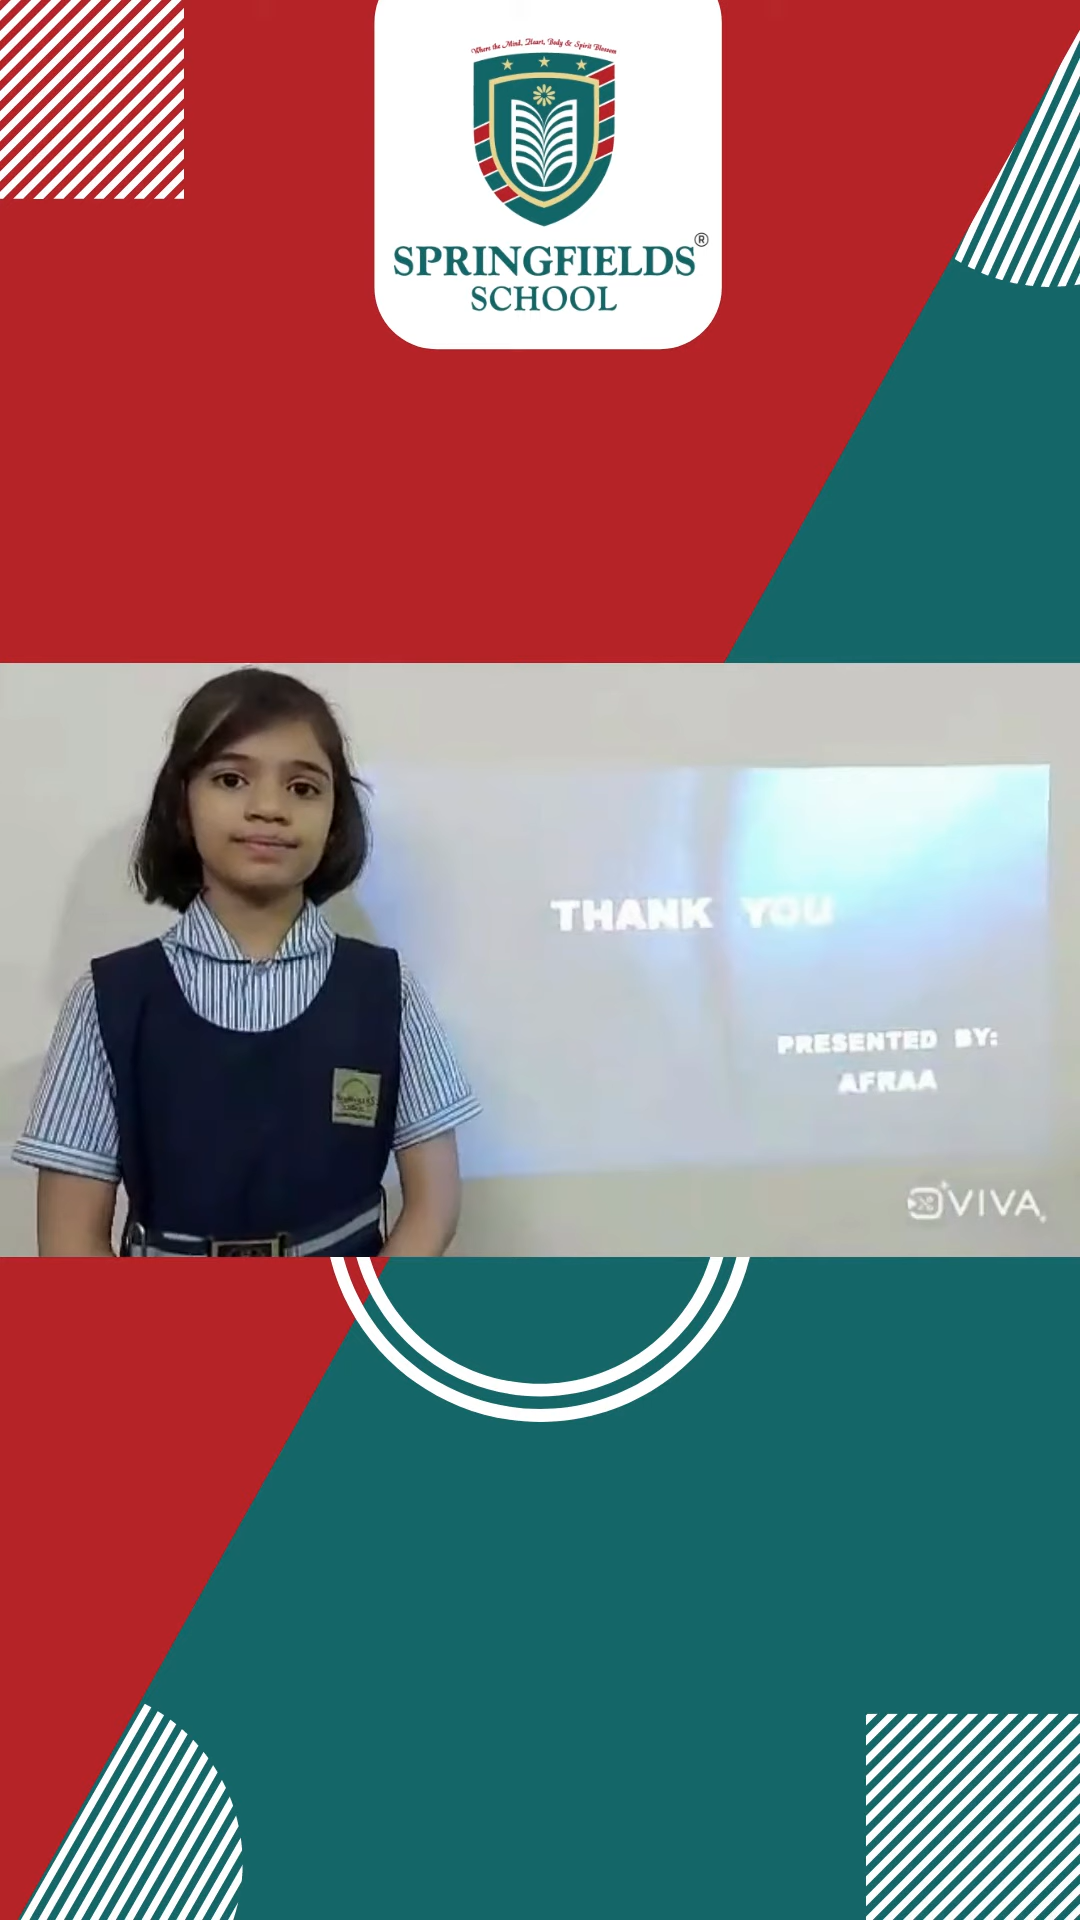 Where the Mind, Heart, Body & Spirit Blossom
SPRINGFIELDS®
SCHOOL
THANK YOU
PRESENTED BY:
AFRAA
VIVA